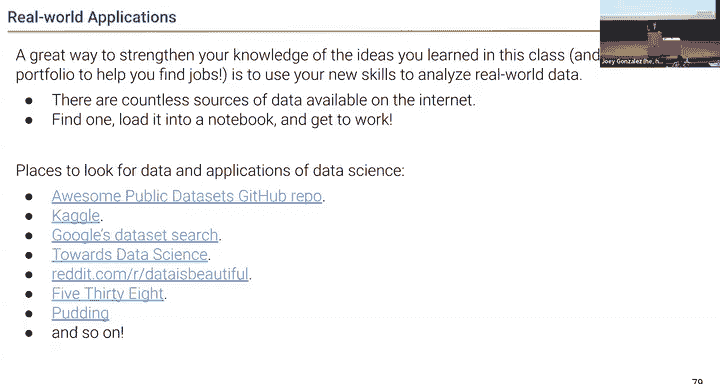 Real-world Applications
A great way to strengthen your knowledge of the ideas you learned in this class (and
portfolio to help you find jobs!) is to use your new skills to analyze real-world data.
● There are countless sources of data available on the internet.
● Find one, load it into a notebook, and get to work!
Places to look for data and applications of data science:
● Awesome Public Datasets GitHub repo.
● Kaggle.
● Google's dataset search.
● Towards Data Science.
● reddit.com/r/dataisbeautiful.
● Five Thirty Eight.
● Pudding
● and so on!
Joey Gonzalez (he, h...
79